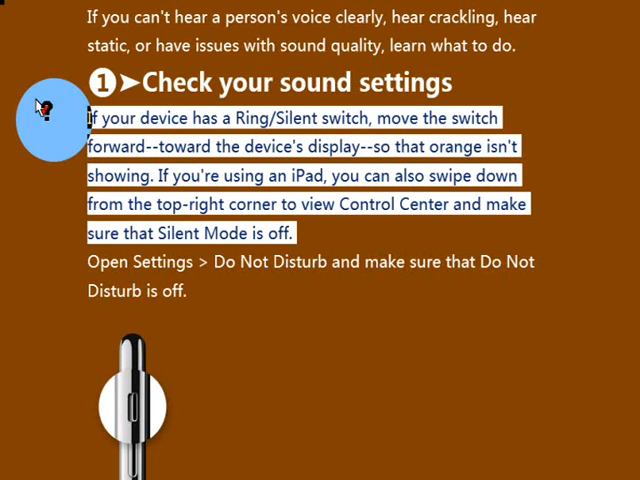 If you can't hear a person's voice clearly, hear crackling, hear
static, or have issues with sound quality, learn what to do.
❶➤Check your sound settings
If your device has a Ring/Silent switch, move the switch
forward--toward the device's display--so that orange isn't
showing. If you're using an iPad, you can also swipe down
from the top-right corner to view Control Center and make
sure that Silent Mode is off.
Open Settings > Do Not Disturb and make sure that Do Not
Disturb is off.